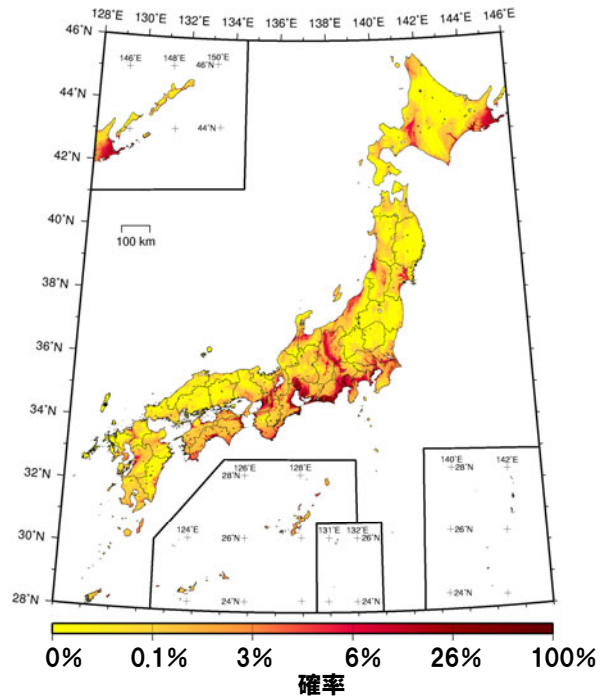 128˚E 130˚E 132˚E 134˚E 136˚E 138˚E 140˚E 142˚E 144˚E 146˚E
46˚N
146˚E 148˚E 150˚E
46˚N
44˚N
44˚N
42˚N
40˚N
100 km
38˚N
36˚N
34˚N
32˚N
126˚E 128˚E
28˚N
140˚E 142˚E
28˚N
30˚N
124˚E
26˚N
131˚E 132˚E
26˚N
26˚N
28˚N
24˚N
24˚N
24˚N
0% 0.1% 3% 6% 26% 100%
確率